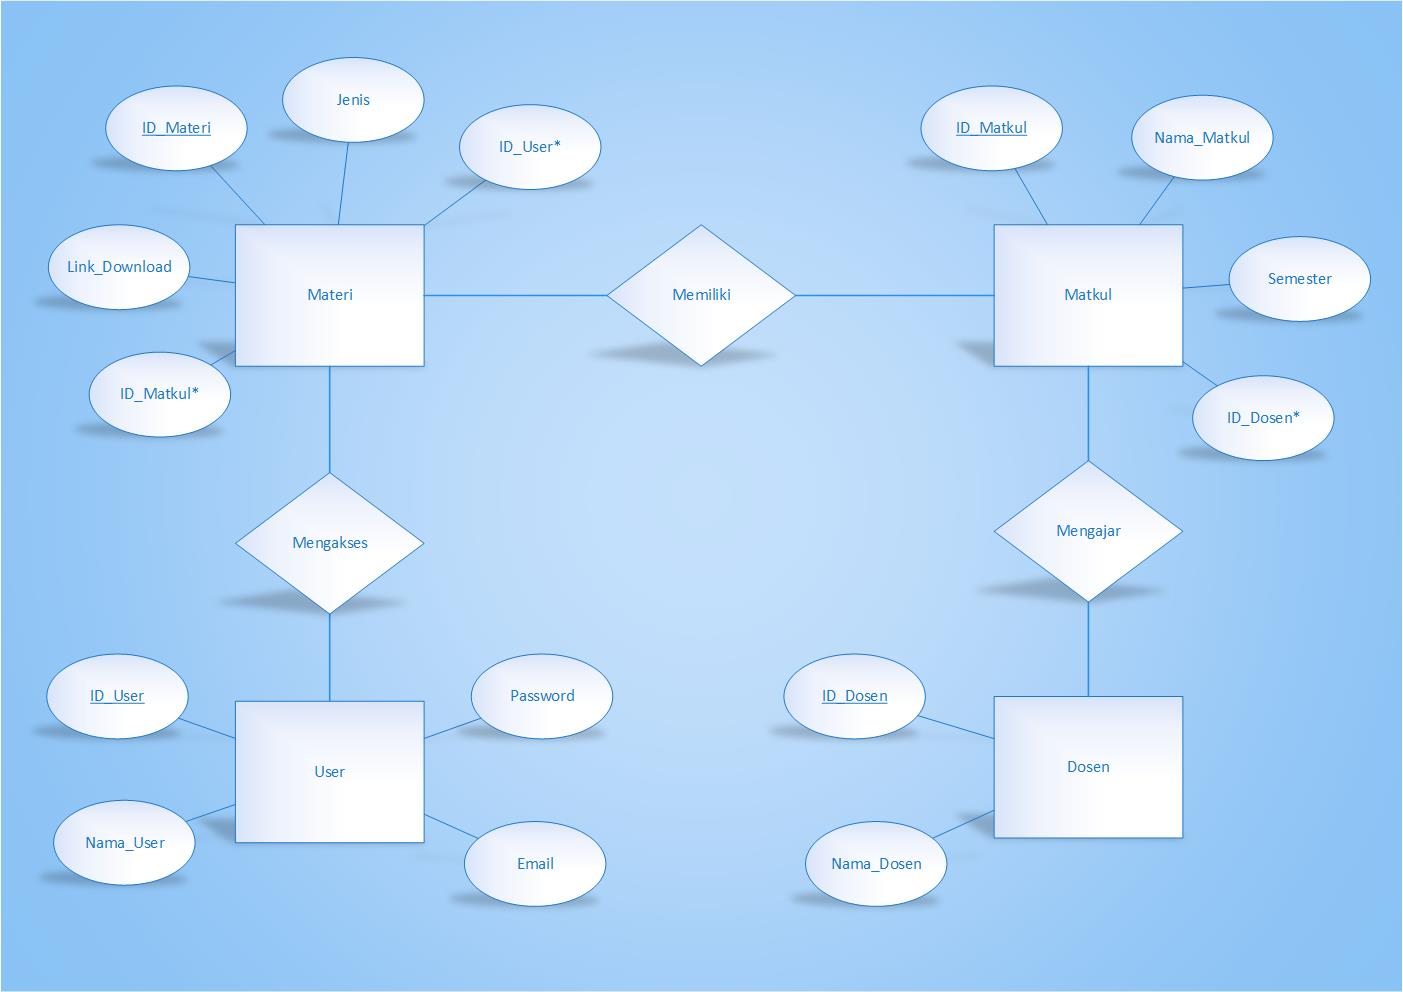 Jenis
ID_Materi
ID_User*
ID_Matkul
Nama_Matkul
Link_Download
Materi
Memiliki
Matkul
Semester
ID_Matkul*
ID_Dosen*
Mengakses
Mengajar
ID_User
Password
ID_Dosen
User
Dosen
Nama_User
Email
Nama_Dosen